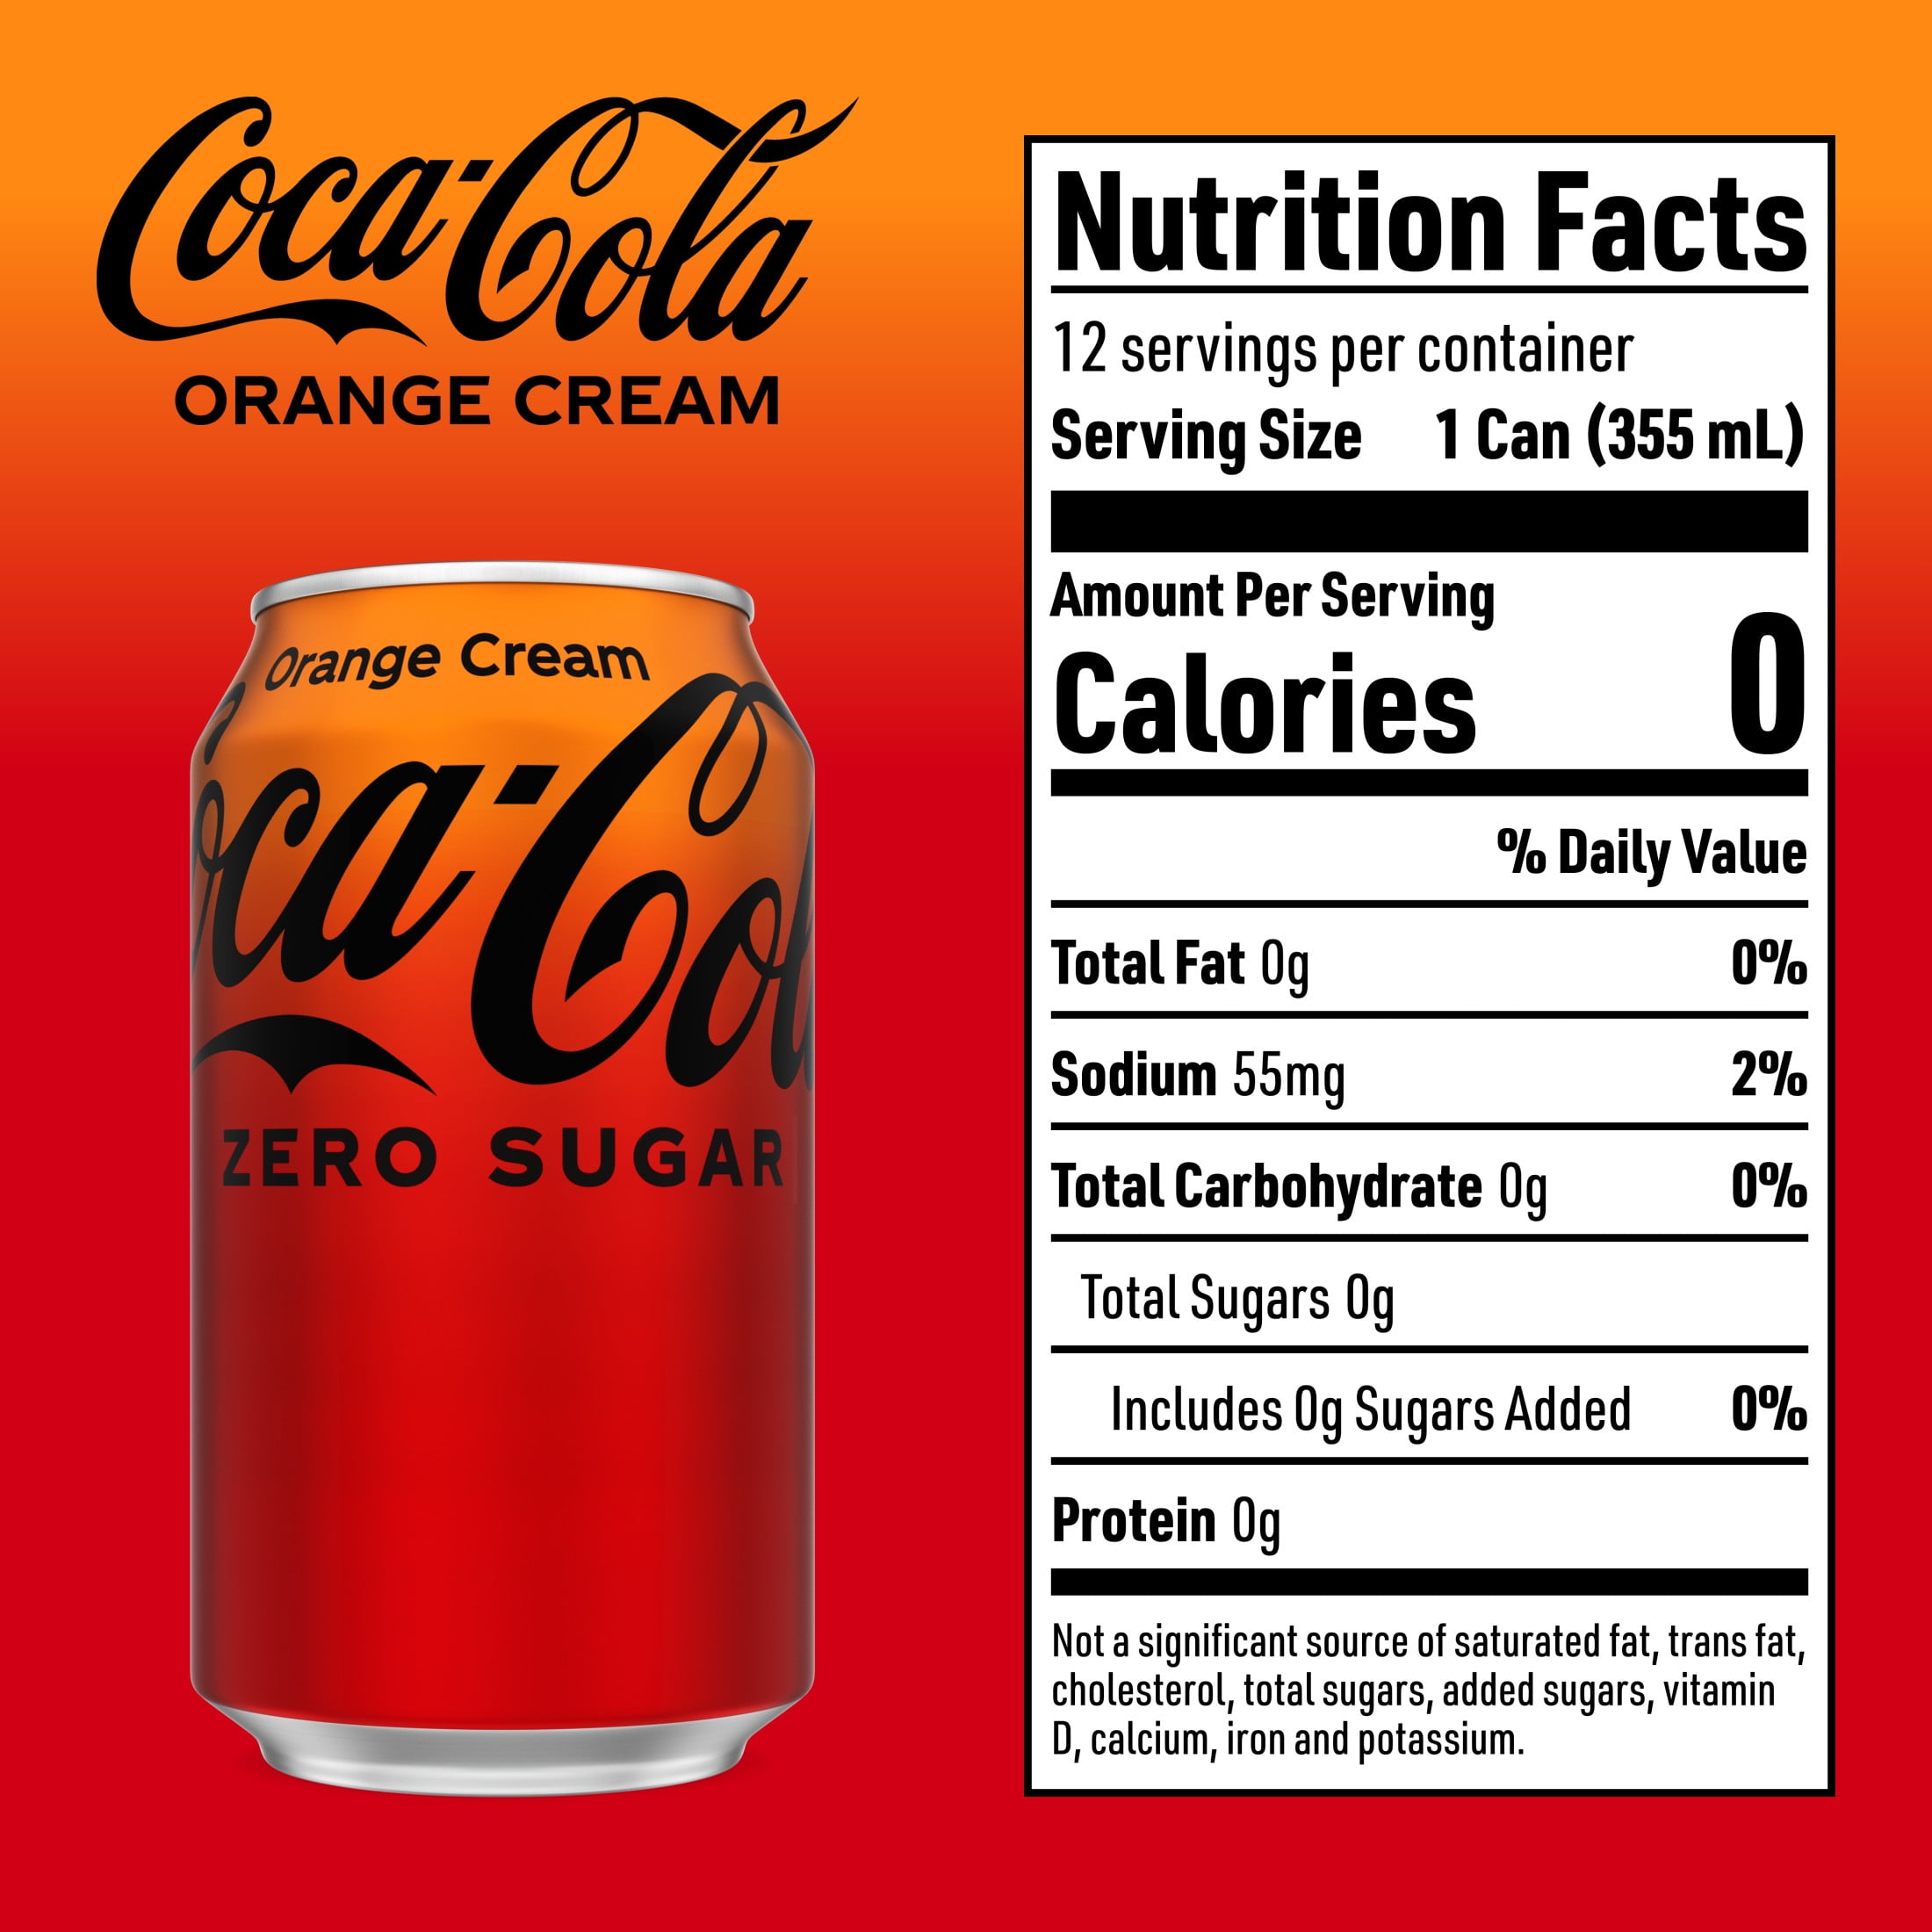 Coca-Cola
ORANGE CREAM
Orange Cream
Coca-Cola
ZERO SUGAR
Nutrition Facts
12 servings per container
Serving Size 1 Can (355 mL)
Amount Per Serving
Calories 0
% Daily Value
Total Fat 0g 0%
Sodium 55mg 2%
Total Carbohydrate 0g 0%
Total Sugars 0g
Includes 0g Sugars Added 0%
Protein 0g
Not a significant source of saturated fat, trans fat,
cholesterol, total sugars, added sugars, vitamin
D, calcium, iron and potassium.